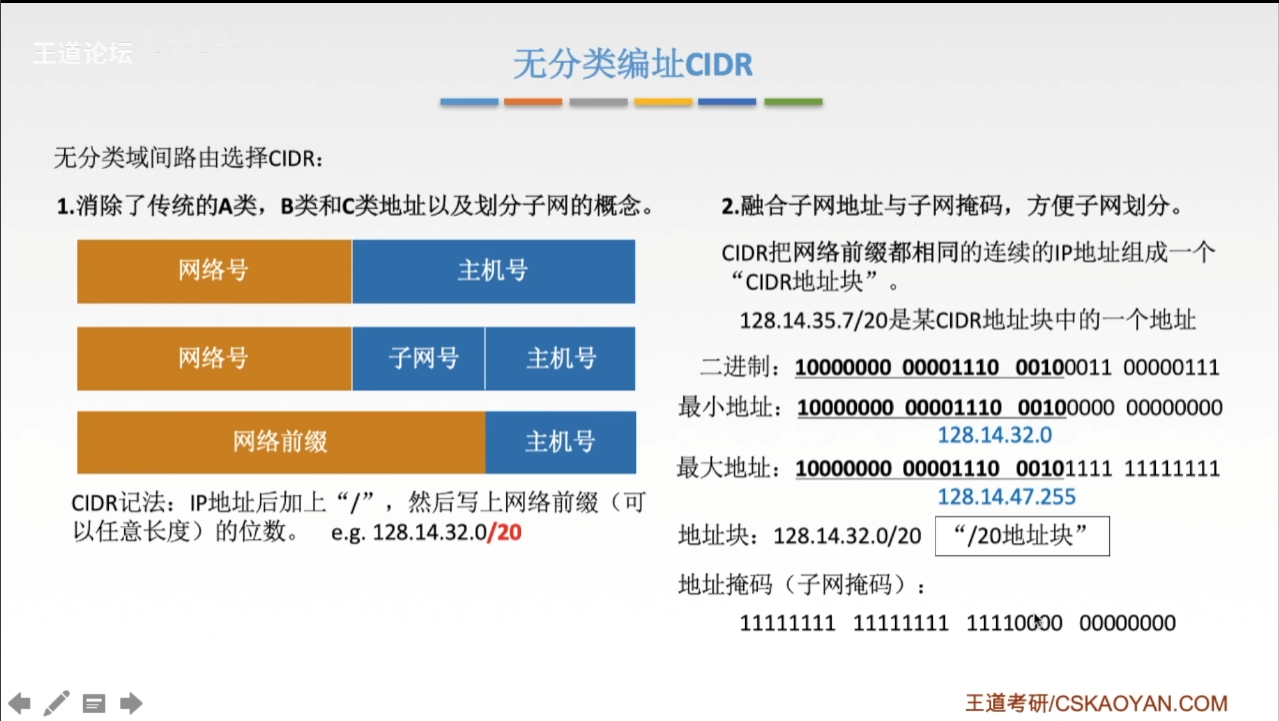 王道论坛
无分类编址CIDR
无分类域间路由选择CIDR：
1.消除了传统的A类，B类和C类地址以及划分子网的概念。
网络号 主机号
网络号 子网号 主机号
网络前缀 主机号
CIDR记法：IP地址后加上“/”，然后写上网络前缀（可
以任意长度）的位数。 e.g. 128.14.32.0/20
2.融合子网地址与子网掩码，方便子网划分。
CIDR把网络前缀都相同的连续的IP地址组成一个
“CIDR地址块”。
128.14.35.7/20是某CIDR地址块中的一个地址
二进制：10000000 00001110 00100011 00000111
最小地址：10000000 00001110 00100000 00000000
128.14.32.0
最大地址：10000000 00001110 00101111 11111111
128.14.47.255
地址块：128.14.32.0/20 “/20地址块”
地址掩码（子网掩码）：
11111111 11111111 11110000 00000000
王道考研/CSKAOYAN.COM